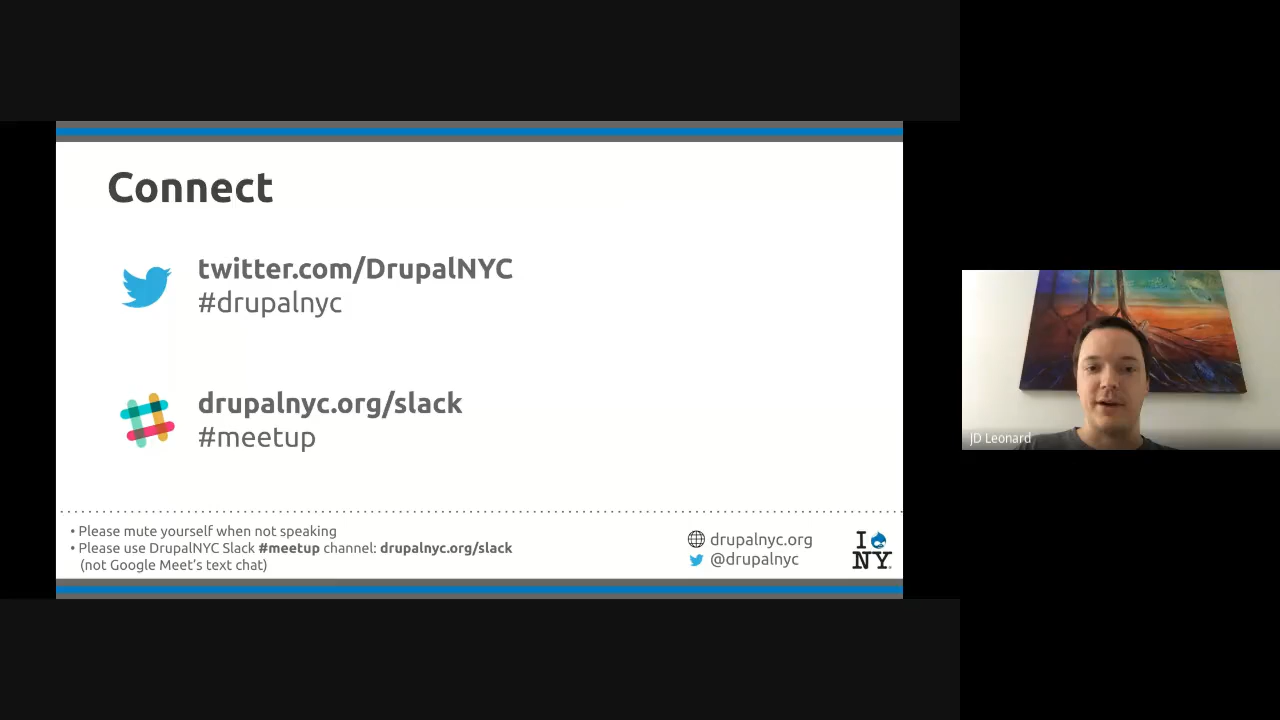 Connect
twitter.com/DrupalNYC
#drupalnyc
drupalnyc.org/slack
#meetup
• Please mute yourself when not speaking
• Please use DrupalNYC Slack #meetup channel: drupalnyc.org/slack
(not Google Meet's text chat)
drupalnyc.org
@drupalnyc
I
NY.
JD Leonard